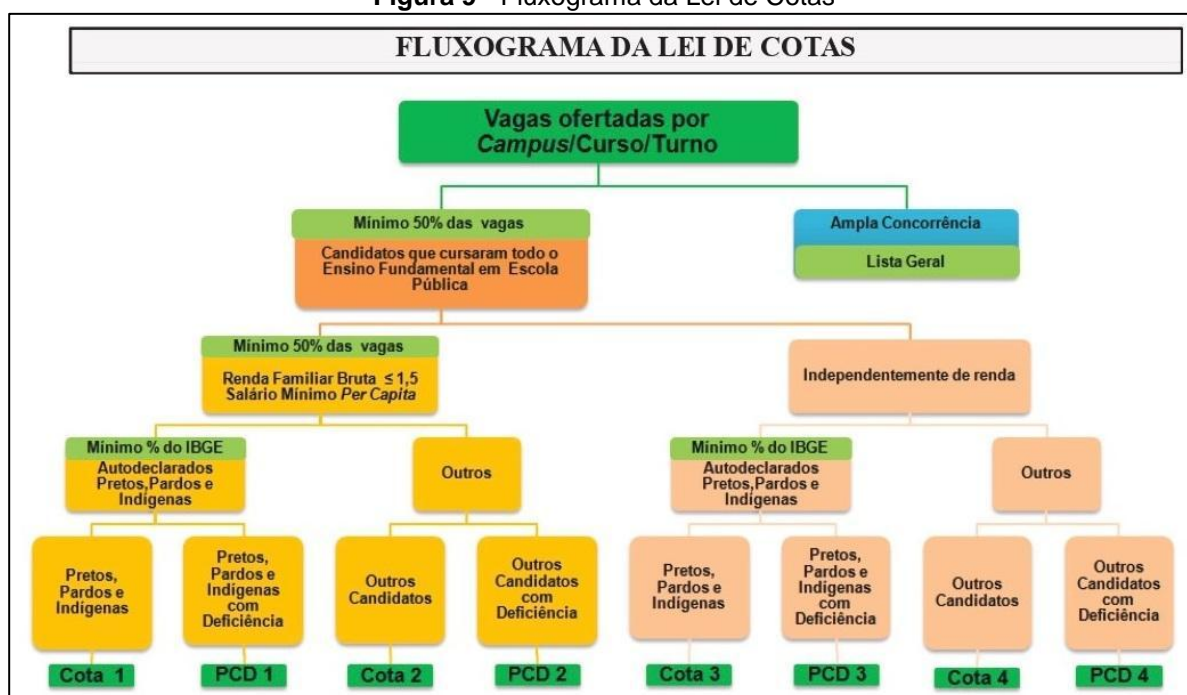 Figura 9 - Fluxograma da Lei de Cotas
FLUXOGRAMA DA LEI DE COTAS
Vagas ofertadas por
Campus/Curso/Turno
Mínimo 50% das vagas
Candidatos que cursaram todo o
Ensino Fundamental em Escola
Pública
Ampla Concorrência
Lista Geral
Mínimo 50% das vagas
Renda Familiar Bruta ≤ 1,5
Salário Mínimo Per Capita
Independentemente de renda
Mínimo % do IBGE
Autodeclarados
Pretos,Pardos e
Indígenas
Outros
Mínimo % do IBGE
Autodeclarados
Pretos,Pardos e
Indígenas
Outros
Pretos,
Pardos e
Indígenas
Pretos,
Pardos e
Indígenas
com
Deficiência
Outros
Candidatos
Outros
Candidatos
com
Deficiência
Pretos,
Pardos e
Indígenas
Pretos,
Pardos e
Indígenas
com
Deficiência
Outros
Candidatos
Outros
Candidatos
com
Deficiência
Cota 1
PCD 1
Cota 2
PCD 2
Cota 3
PCD 3
Cota 4
PCD 4